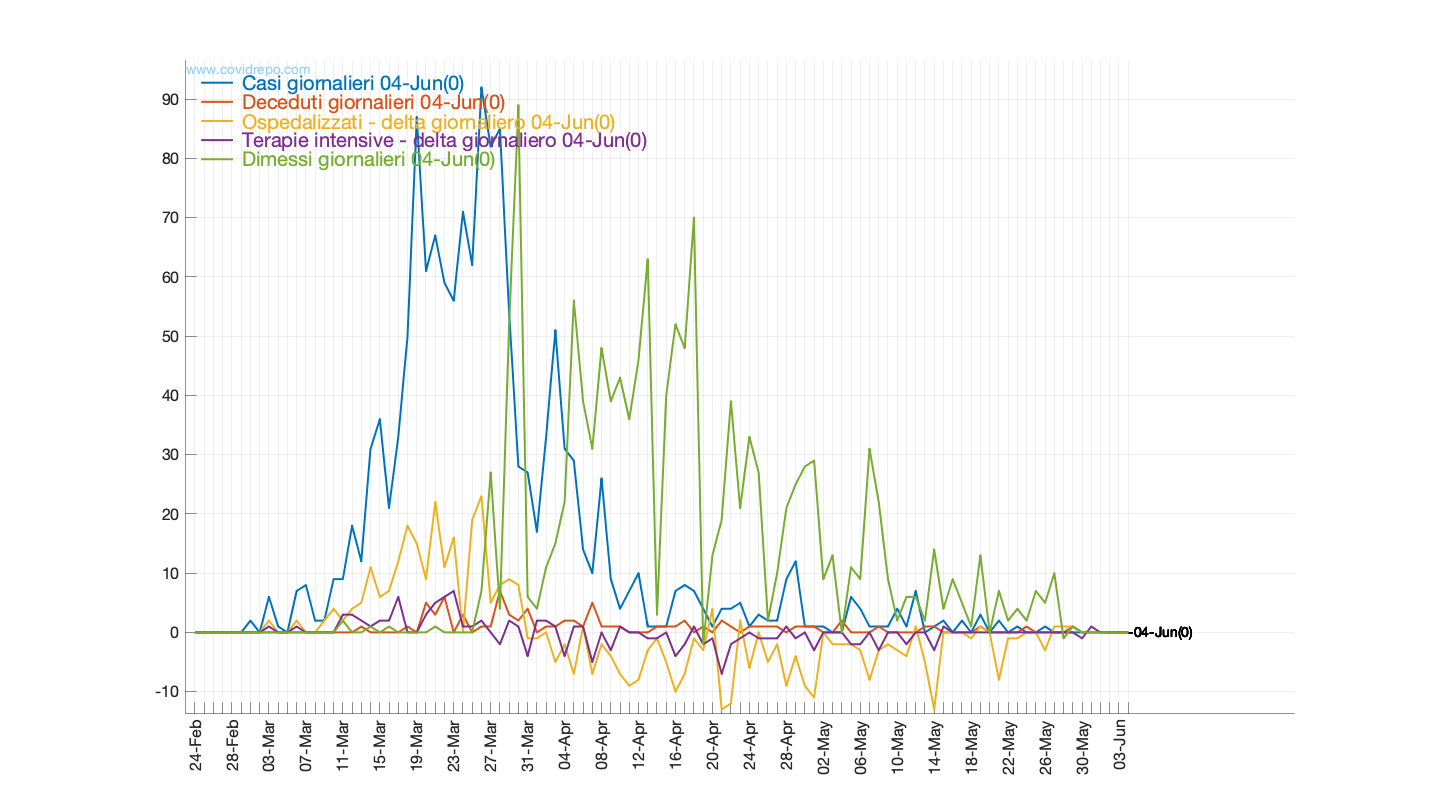 www.covidrepo.com
Casi giornalieri 04-Jun(0)
Deceduti giornalieri 04-Jun(0)
Ospedalizzati - delta giornaliero 04-Jun(0)
Terapie intensive - delta giornaliero 04-Jun(0)
Dimessi giornalieri 04-Jun(0)
90
80
70
60
50
40
30
20
10
0
-10
-04-Jun(0)
24-Feb
28-Feb
03-Mar
07-Mar
11-Mar
15-Mar
19-Mar
23-Mar
27-Mar
31-Mar
04-Apr
08-Apr
12-Apr
16-Apr
20-Apr
24-Apr
28-Apr
02-May
06-May
10-May
14-May
18-May
22-May
26-May
30-May
03-Jun